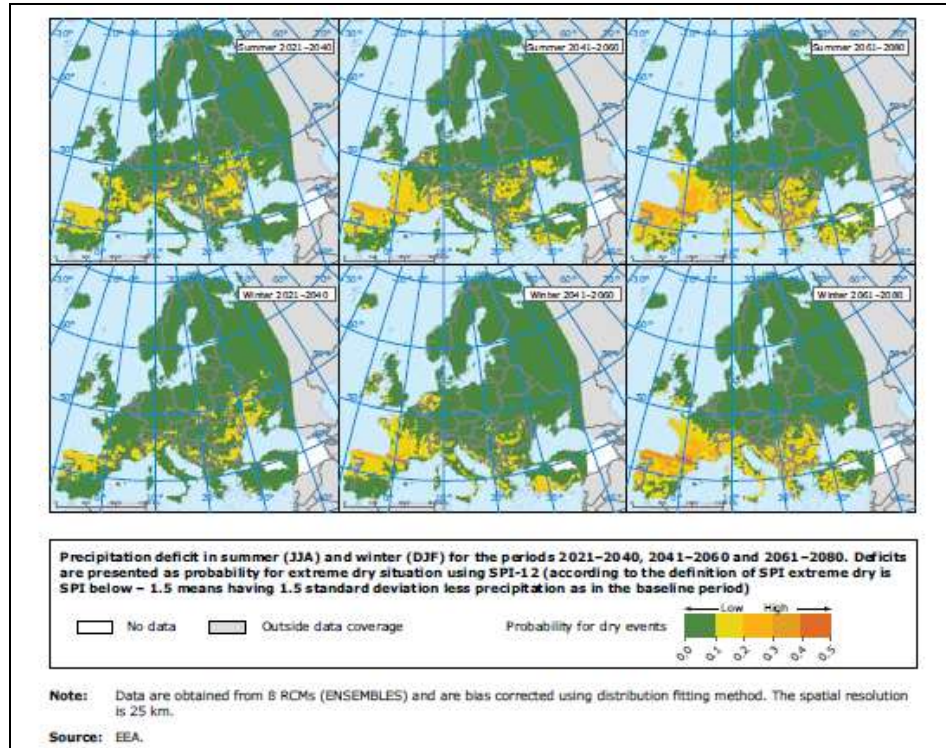 Summer 2021–2040
Summer 2041–2060
Summer 2061–2080
Winter 2021–2040
Winter 2041–2060
Winter 2061–2080
Precipitation deficit in summer (JJA) and winter (DJF) for the periods 2021–2040, 2041–2060 and 2061–2080. Deficits
are presented as probability for extreme dry situation using SPI-12 (according to the definition of SPI extreme dry is
SPI below – 1.5 means having 1.5 standard deviation less precipitation as in the baseline period)
Low High
No data Outside data coverage Probability for dry events
0.0 0.1 0.2 0.3 0.4 0.5
Note: Data are obtained from 8 RCMs (ENSEMBLES) and are bias corrected using distribution fitting method. The spatial resolution
is 25 km.
Source: EEA.